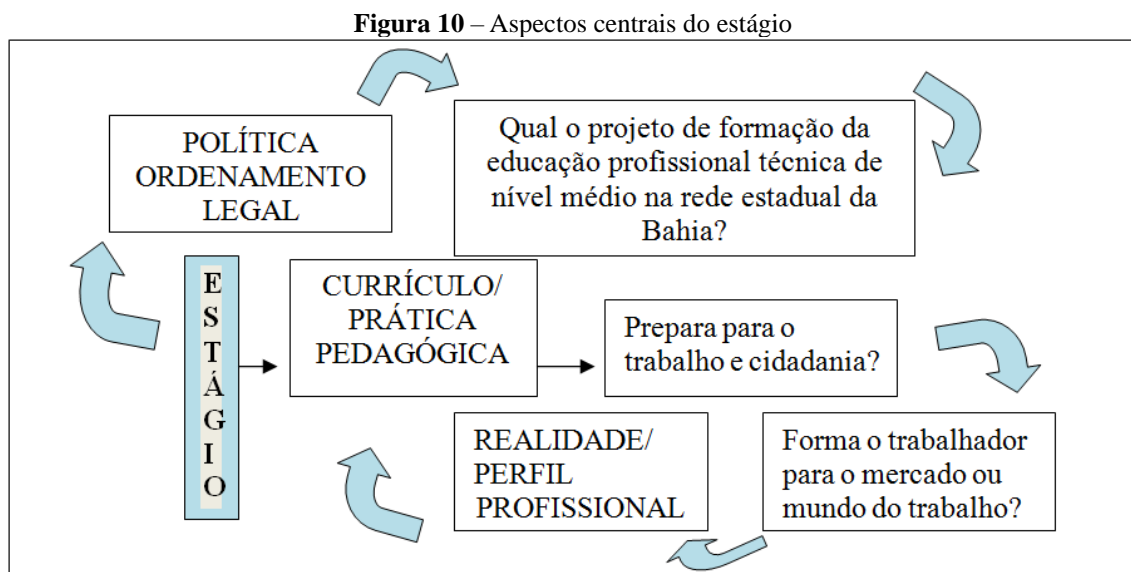 Figura 10 – Aspectos centrais do estágio
POLÍTICA
ORDENAMENTO
LEGAL
Qual o projeto de formação da
educação profissional técnica de
nível médio na rede estadual da
Bahia?
ESTÁGIO
CURRÍCULO/
PRÁTICA
PEDAGÓGICA
Prepara para o
trabalho e cidadania?
REALIDADE/
PERFIL
PROFISSIONAL
Forma o trabalhador
para o mercado ou
mundo do trabalho?